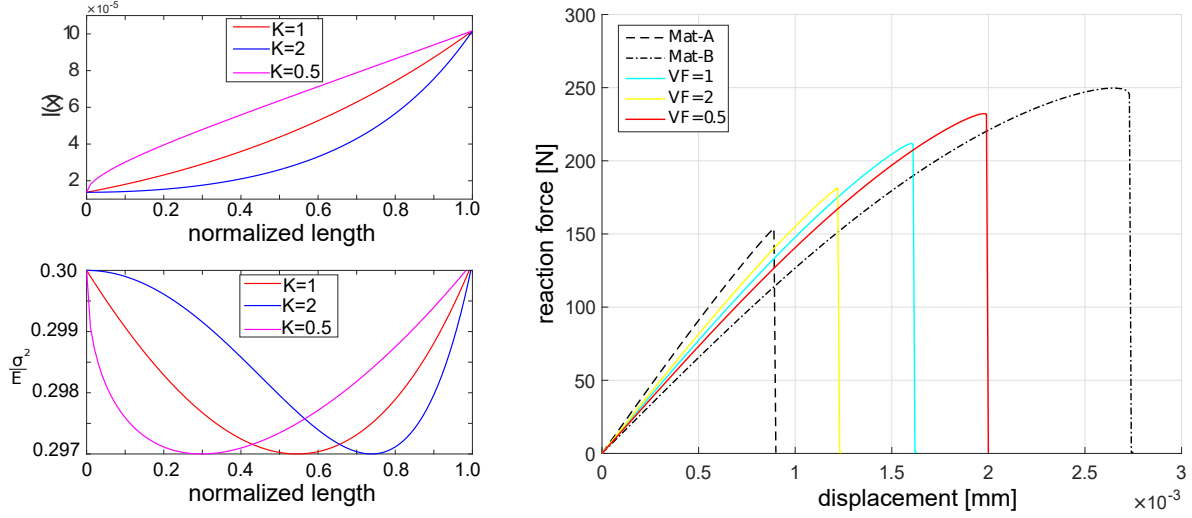 ×10⁻⁵
10
8
6
4
2
l(x)
K=1
K=2
K=0.5
0 0.2 0.4 0.6 0.8 1.0
normalized length
0.30
0.299
0.298
0.297
K=1
K=2
K=0.5
0 0.2 0.4 0.6 0.8 1.0
normalized length
300
250
200
150
100
50
0
reaction force [N]
Mat-A
Mat-B
VF=1
VF=2
VF=0.5
0 0.5 1 1.5 2 2.5 3
displacement [mm]
×10⁻³